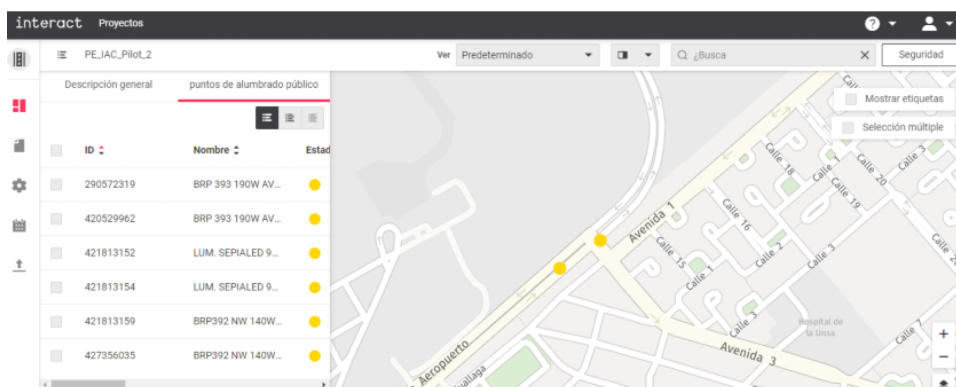 interact Proyectos
?
PE_IAC_Pilot_2
Ver Predeterminado
¿Busca
Seguridad
Descripción general
puntos de alumbrado público
Mostrar etiquetas
Selección múltiple
ID Nombre Estad
290572319 BRP 393 190W AV...
420529962 BRP 393 190W AV...
421813152 LUM. SEPIALED 9...
421813154 LUM. SEPIALED 9...
421813159 BRP392 NW 140W...
427356035 BRP392 NW 140W...
Calle 18
Calle 1
Calle 3
Calle 20
Calle 19
Calle 16
Avenida 1
Calle 15
Calle 1
Calle 2
Calle 3
Calle 3
Hospital de
la Unsa
Calle 7
Avenida 3
Aeropuerto
+
−